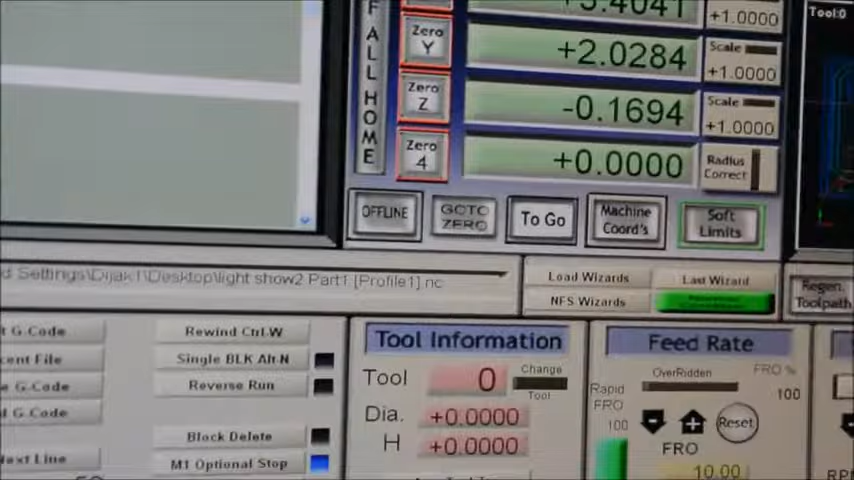 +3.4041
+1.0000
Tool:0
REF ALL HOME
Zero Y
+2.0284
Scale
+1.0000
Zero Z
-0.1694
Scale
+1.0000
Zero 4
+0.0000
Radius Correct
OFFLINE
GOTO ZERO
To Go
Machine Coord's
Soft Limits
d Settings\Dijak1\Desktop\light show2 Part1 [Profile1].nc
Load Wizards
Last Wizard
NFS Wizards
Regen. Toolpath
t G.Code
Rewind Ctrl-W
cent File
Single BLK Alt-N
e G-Code
Reverse Run
d G.Code
Block Delete
Next Line
M1 Optional Stop
Tool Information
Tool
0
Change
Tool
Dia.
+0.0000
H
+0.0000
Feed Rate
OverRidden
FRO %
100
Rapid FRO
100
Reset
FRO
10.00